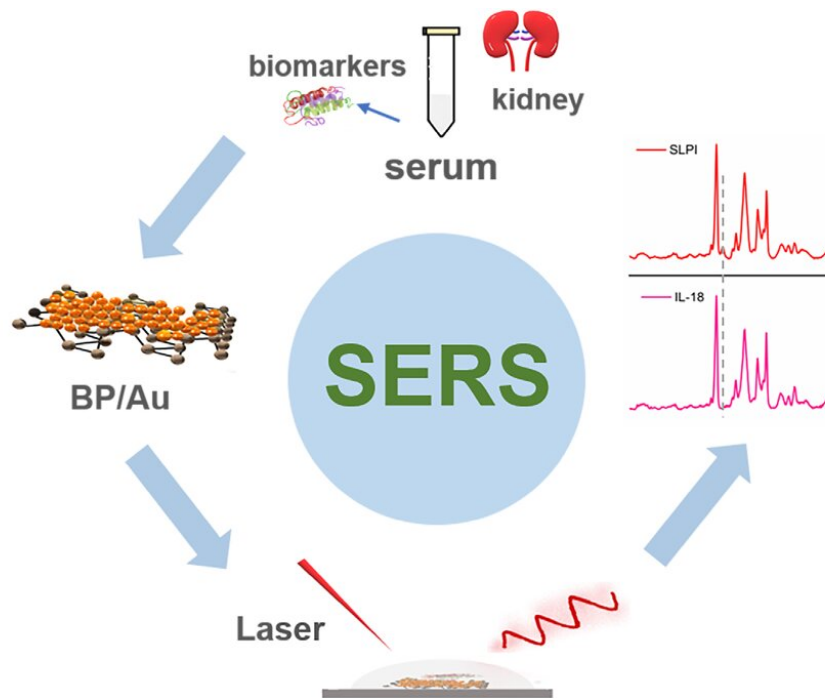 biomarkers
kidney
serum
SLPI
IL-18
BP/Au
SERS
Laser